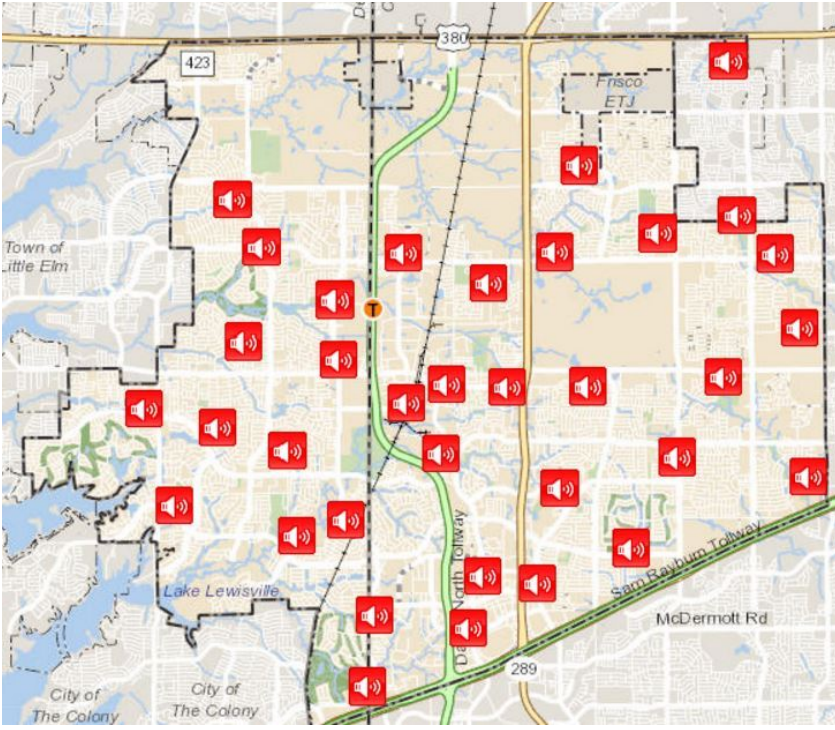 380
423
Frisco
ETJ
Town of
Little Elm
T
Lake Lewisville
North Tollway
Sam Rayburn Tollway
McDermott Rd
289
City of
The Colony
City of
The Colony